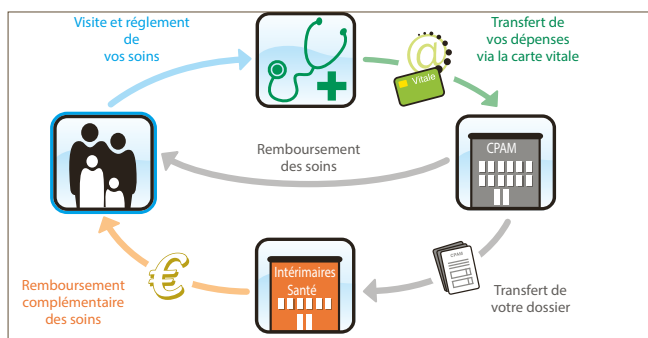 Visite et réglement
de
vos soins
Transfert de
vos dépenses
via la carte vitale
@
Vitale
CPAM
Remboursement
des soins
CPAM
Intérimaires
Santé
€
Remboursement
complémentaire
des soins
Transfert de
votre dossier